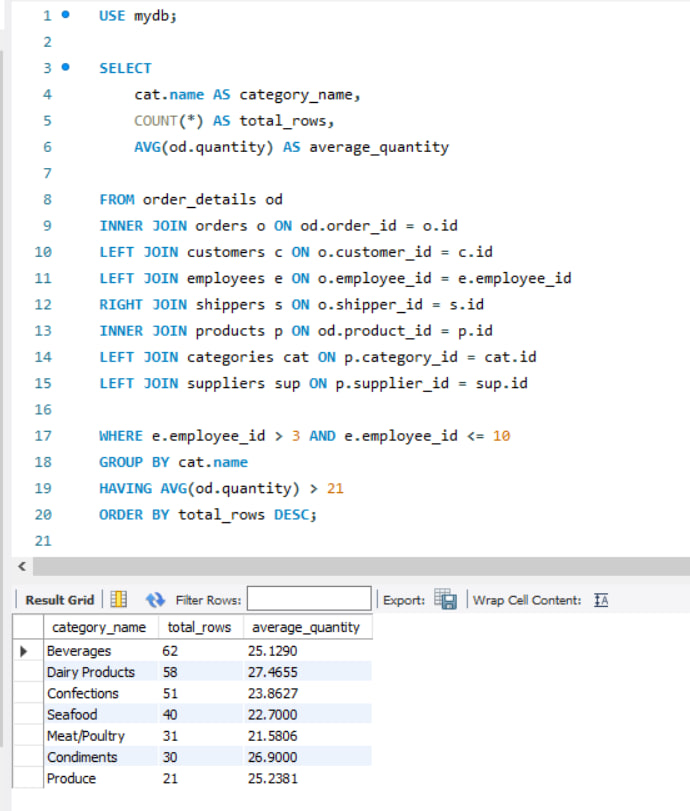 1 USE mydb;
2
3 SELECT
4 cat.name AS category_name,
5 COUNT(*) AS total_rows,
6 AVG(od.quantity) AS average_quantity
7
8 FROM order_details od
9 INNER JOIN orders o ON od.order_id = o.id
10 LEFT JOIN customers c ON o.customer_id = c.id
11 LEFT JOIN employees e ON o.employee_id = e.employee_id
12 RIGHT JOIN shippers s ON o.shipper_id = s.id
13 INNER JOIN products p ON od.product_id = p.id
14 LEFT JOIN categories cat ON p.category_id = cat.id
15 LEFT JOIN suppliers sup ON p.supplier_id = sup.id
16
17 WHERE e.employee_id > 3 AND e.employee_id <= 10
18 GROUP BY cat.name
19 HAVING AVG(od.quantity) > 21
20 ORDER BY total_rows DESC;
21
Result Grid Filter Rows: Export: Wrap Cell Content:
category_name total_rows average_quantity
Beverages 62 25.1290
Dairy Products 58 27.4655
Confections 51 23.8627
Seafood 40 22.7000
Meat/Poultry 31 21.5806
Condiments 30 26.9000
Produce 21 25.2381